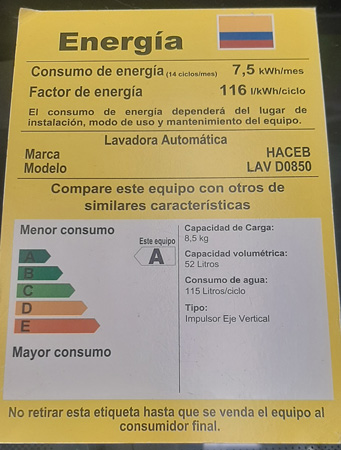 Energía
Consumo de energía (14 ciclos/mes) 7,5 kWh/mes
Factor de energía 116 l/kWh/ciclo
El consumo de energía dependerá del lugar de
instalación, modo de uso y mantenimiento del equipo.
Lavadora Automática
Marca HACEB
Modelo LAV D0850
Compare este equipo con otros de
similares características
Menor consumo
Este equipo
A
A
B
C
D
E
Mayor consumo
Capacidad de Carga:
8,5 kg
Capacidad volumétrica:
52 Litros
Consumo de agua:
115 Litros/ciclo
Tipo:
Impulsor Eje Vertical
No retirar esta etiqueta hasta que se venda el equipo al
consumidor final.